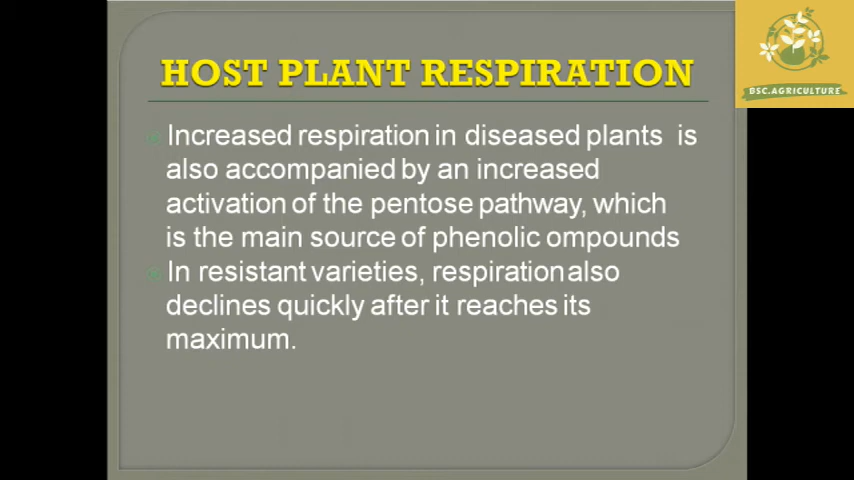 HOST PLANT RESPIRATION
BSC.AGRICULTURE
Increased respiration in diseased plants is
also accompanied by an increased
activation of the pentose pathway, which
is the main source of phenolic ompounds
In resistant varieties, respiration also
declines quickly after it reaches its
maximum.